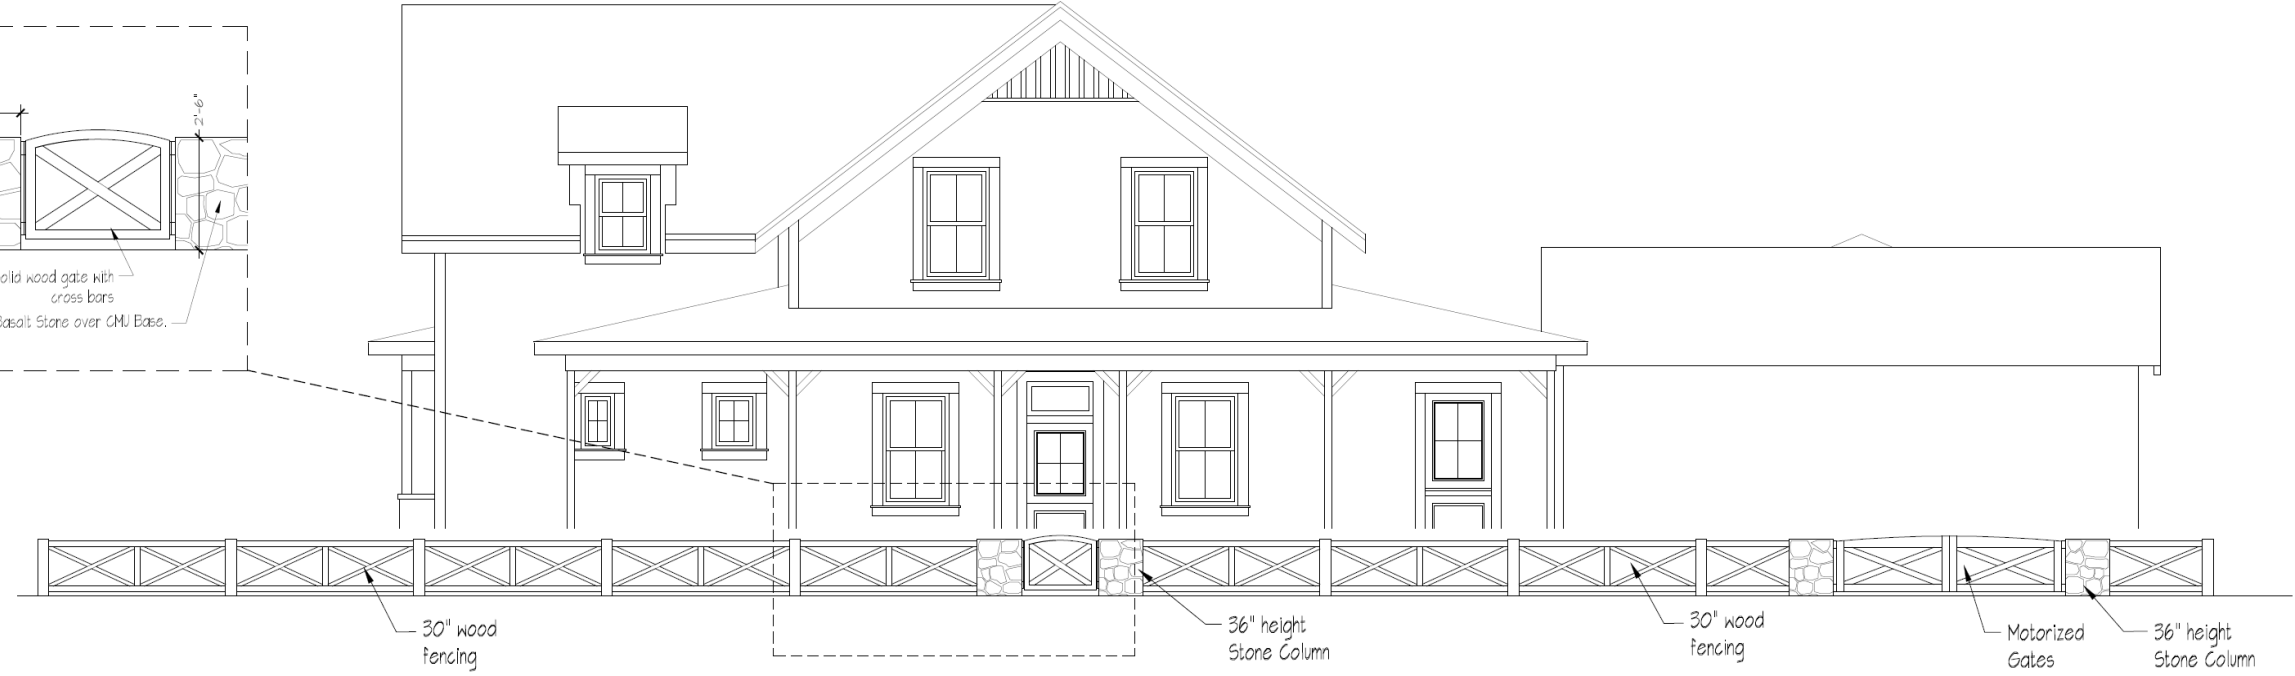 2'-6"
olid wood gate with
cross bars
Basalt Stone over CMU Base.
30" wood
fencing
36" height
Stone Column
30" wood
fencing
Motorized
Gates
36" height
Stone Column